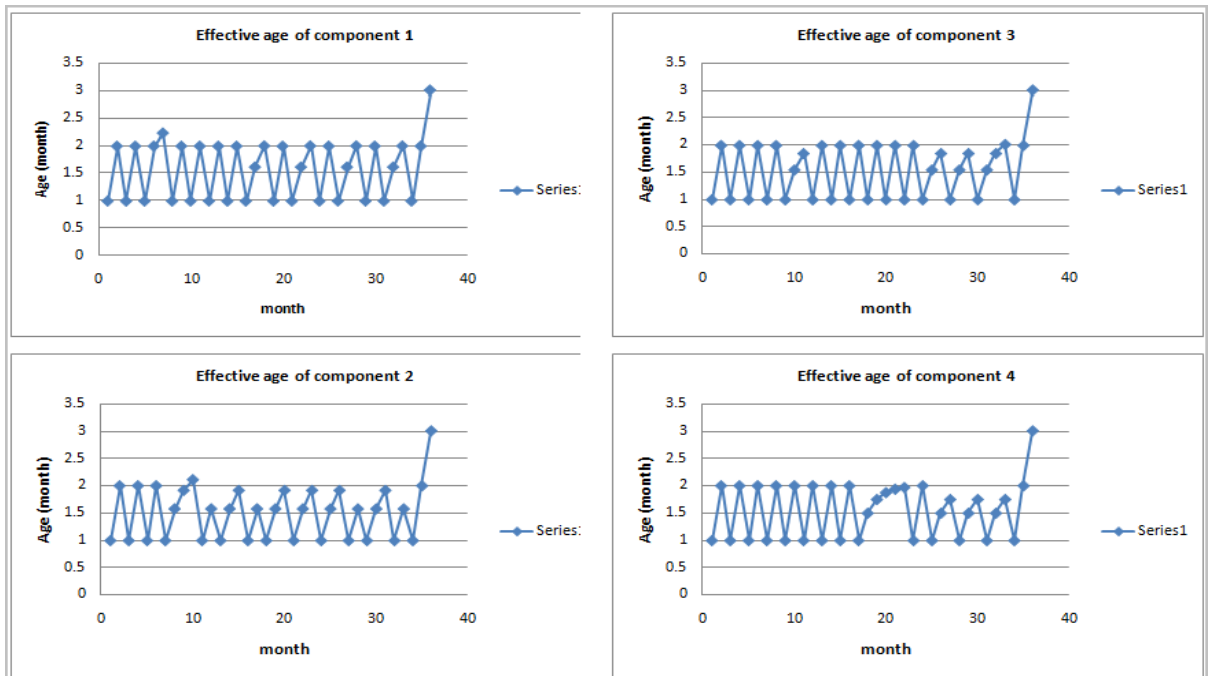 Effective age of component 1
3.5
3
2.5
2
1.5
1
0.5
0
Age (month)
0 10 20 30 40
month
Series1
Effective age of component 3
3.5
3
2.5
2
1.5
1
0.5
0
Age (month)
0 10 20 30 40
month
Series1
Effective age of component 2
3.5
3
2.5
2
1.5
1
0.5
0
Age (month)
0 10 20 30 40
month
Series1
Effective age of component 4
3.5
3
2.5
2
1.5
1
0.5
0
Age (month)
0 10 20 30 40
month
Series1